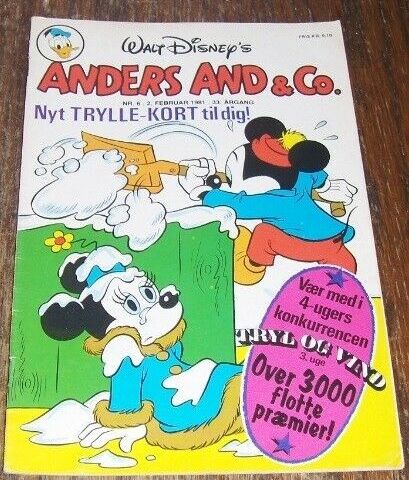 WALT DISNEY'S
ANDERS AND & Co.
NR. 6 . 2. FEBRUAR 1981 . 33. ÅRGANG
Nyt TRYLLE-KORT til dig!
Vær med i
4-ugers
konkurrencen
TRYL OG VIND
3. uge
Over 3000
flotte
præmier!